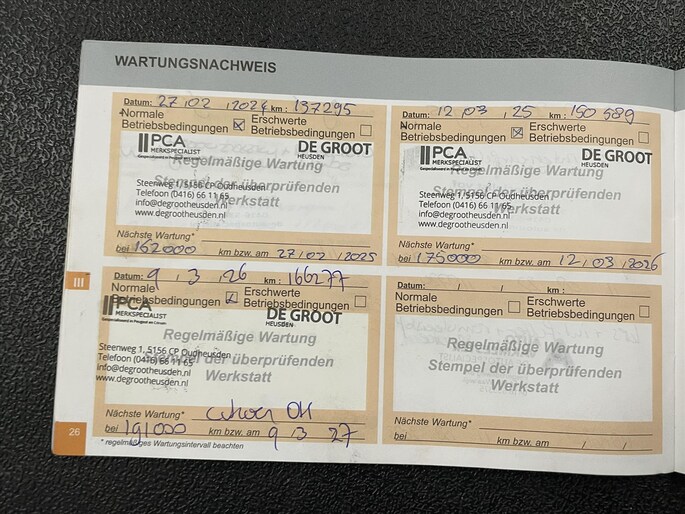 WARTUNGSNACHWEIS
Datum: 27 / 02 / 2024 km: 137295
Normale Betriebsbedingungen ☒ Erschwerte Betriebsbedingungen ☐
PCA DE GROOT
MERKSPECIALIST HEUSDEN
Regelmäßige Wartung
Stempel der überprüfenden
Werkstatt
Steenweg 1, 5156 CP Oudheusden
Telefoon (0416) 66 11 65
info@degrootheusden.nl
www.degrootheusden.nl
Nächste Wartung*
bei 162000 km bzw. am 27 / 02 / 2025
Datum: 12 / 03 / 25 km: 150 589
Normale Betriebsbedingungen ☒ Erschwerte Betriebsbedingungen ☐
PCA DE GROOT
MERKSPECIALIST HEUSDEN
Regelmäßige Wartung
Stempel der überprüfenden
Werkstatt
Steenweg 1, 5156 CP Oudheusden
Telefoon (0416) 66 11 65
info@degrootheusden.nl
www.degrootheusden.nl
Nächste Wartung*
bei 175000 km bzw. am 12 / 03 / 2026
III
Datum: 9 / 3 / 26 km: 166277
Normale Betriebsbedingungen ☑ Erschwerte Betriebsbedingungen ☐
PCA DE GROOT
MERKSPECIALIST HEUSDEN
Gespecialiseerd in Peugeot en Citroën
Regelmäßige Wartung
Stempel der überprüfenden
Werkstatt
Steenweg 1, 5156 CP Oudheusden
Telefoon (0416) 66 11 65
info@degrootheusden.nl
www.degrootheusden.nl
Nächste Wartung*
bei 191000 km bzw. am 9 / 3 / 27
Datum: / / km:
Normale Betriebsbedingungen ☐ Erschwerte Betriebsbedingungen ☐
Regelmäßige Wartung
Stempel der überprüfenden
Werkstatt
Nächste Wartung*
bei km bzw. am / /
26
* regelmäßiges Wartungsintervall beachten